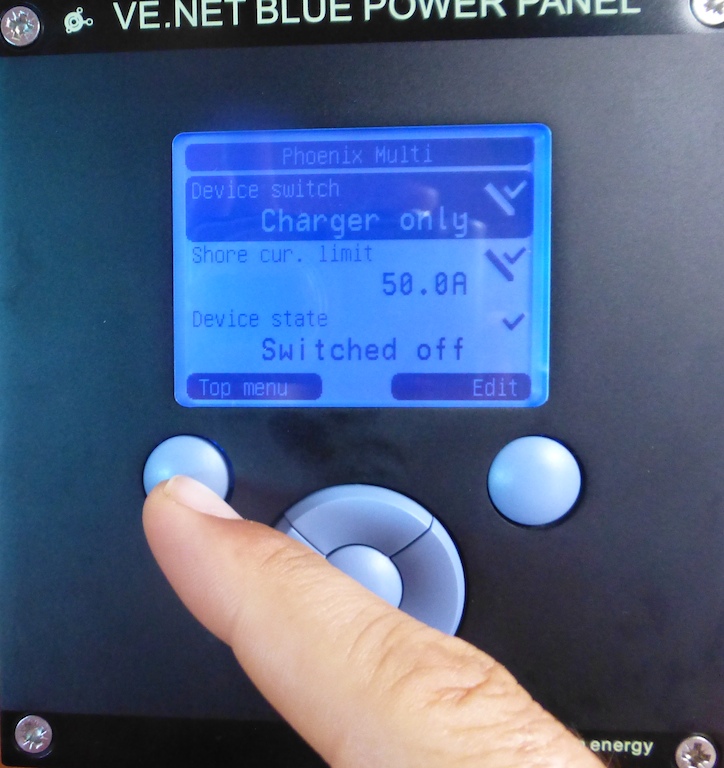 VE.NET BLUE POWER PANEL
Phoenix Multi
Device switch
Charger only
Shore cur. limit
50.0A
Device state
Switched off
Top menu Edit
energy